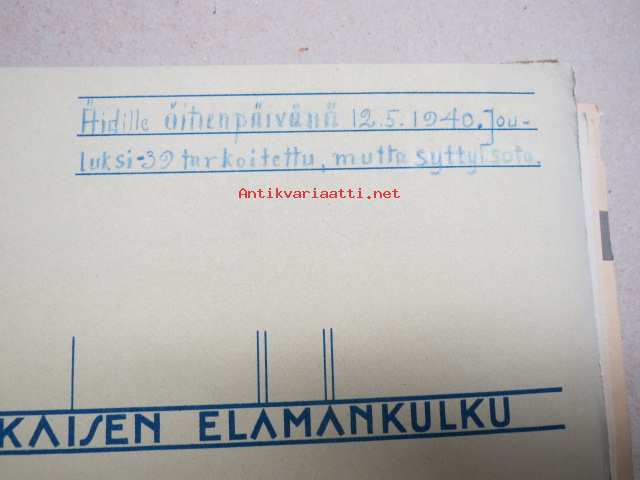 Äidille äitienpäivänä 12.5.1940. Jou-
luksi-39 tarkoitettu, mutta syttyi sota.
Antikvariaatti.net
KAISEN ELÄMÄNKULKU